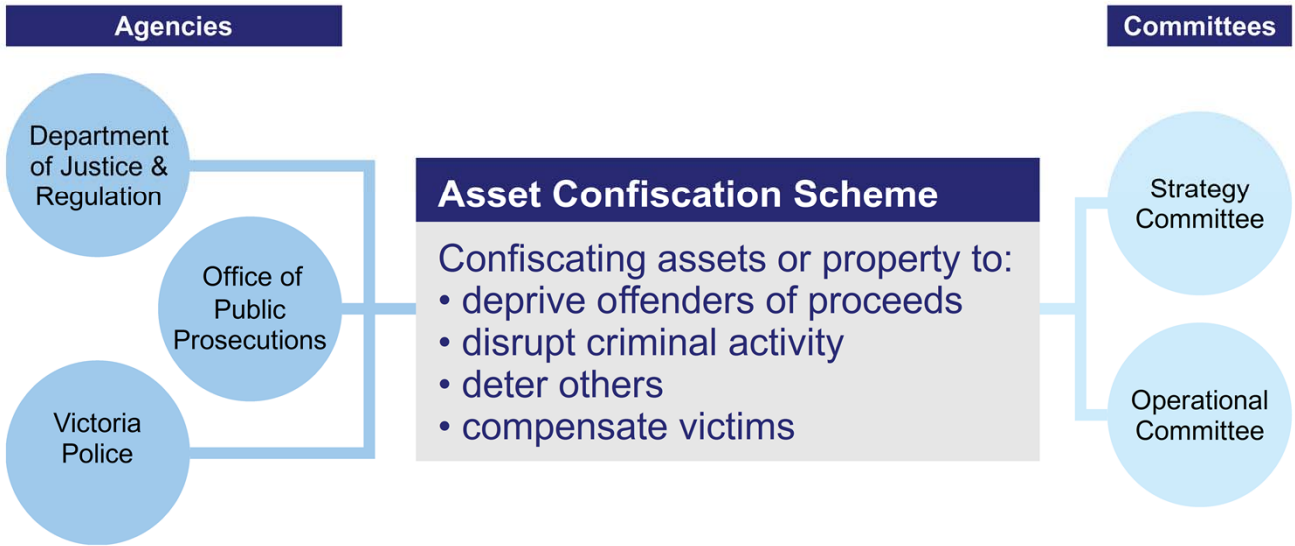 Agencies
Committees
Department
of Justice &
Regulation
Office of
Public
Prosecutions
Victoria
Police
Asset Confiscation Scheme
Confiscating assets or property to:
• deprive offenders of proceeds
• disrupt criminal activity
• deter others
• compensate victims
Strategy
Committee
Operational
Committee